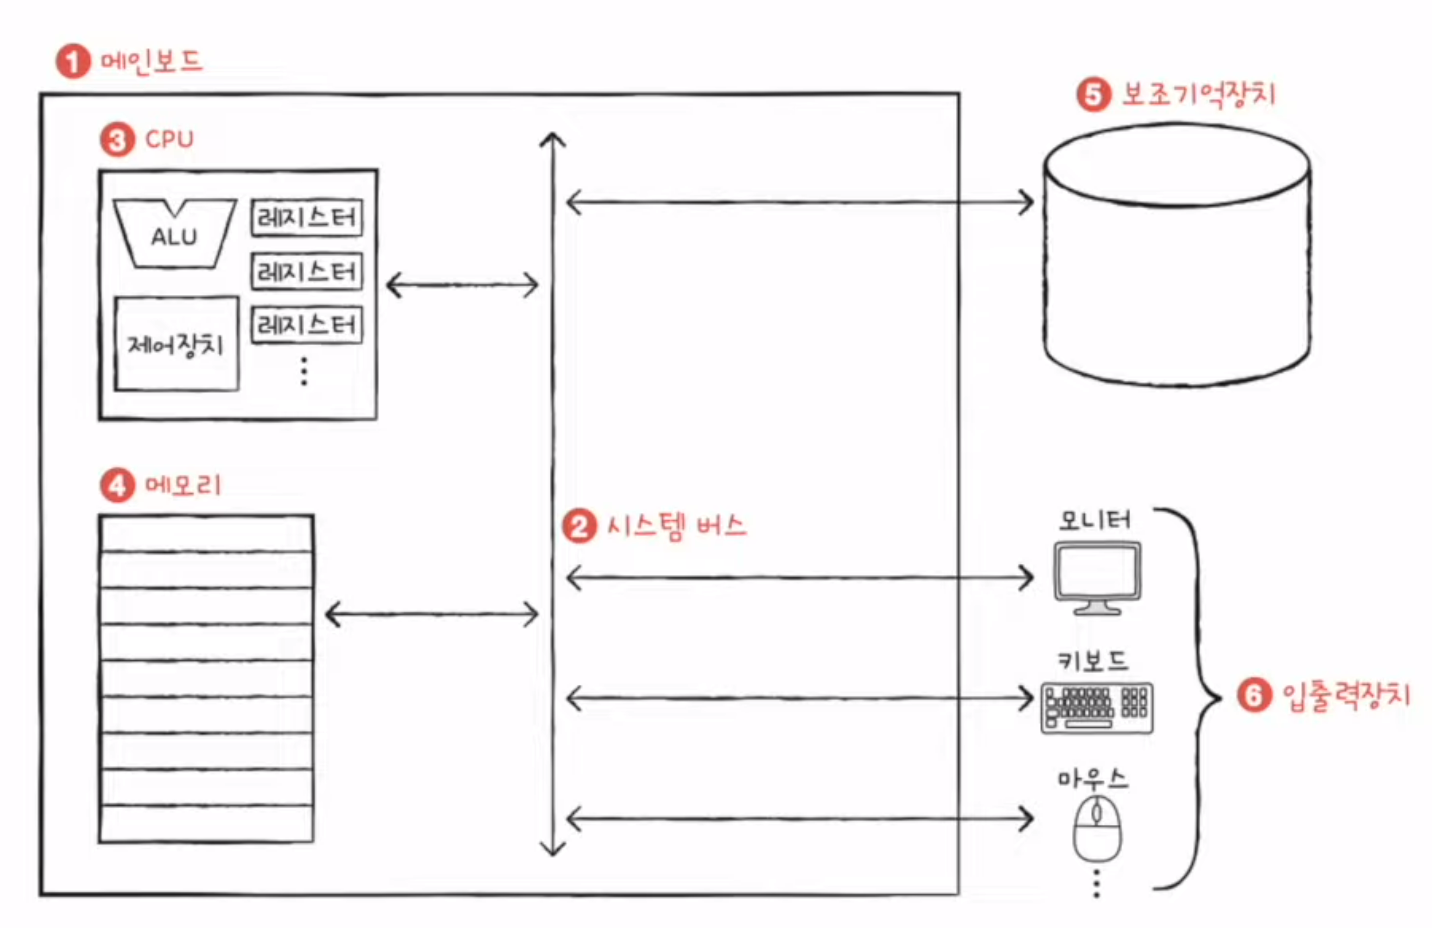 1 메인보드
3 CPU
ALU
레지스터
레지스터
레지스터
제어장치
4 메모리
2 시스템 버스
5 보조기억장치
모니터
키보드
마우스
6 입출력장치